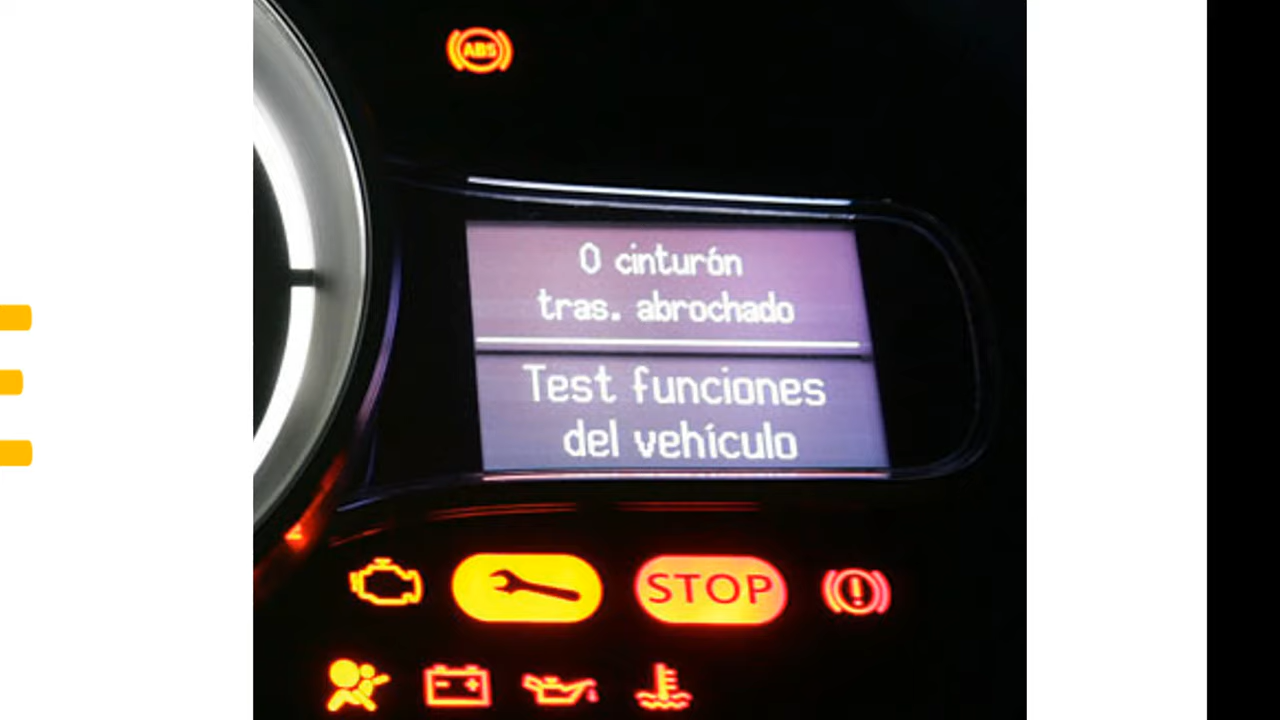 ABS
0 cinturón
tras. abrochado
Test funciones
del vehículo
STOP